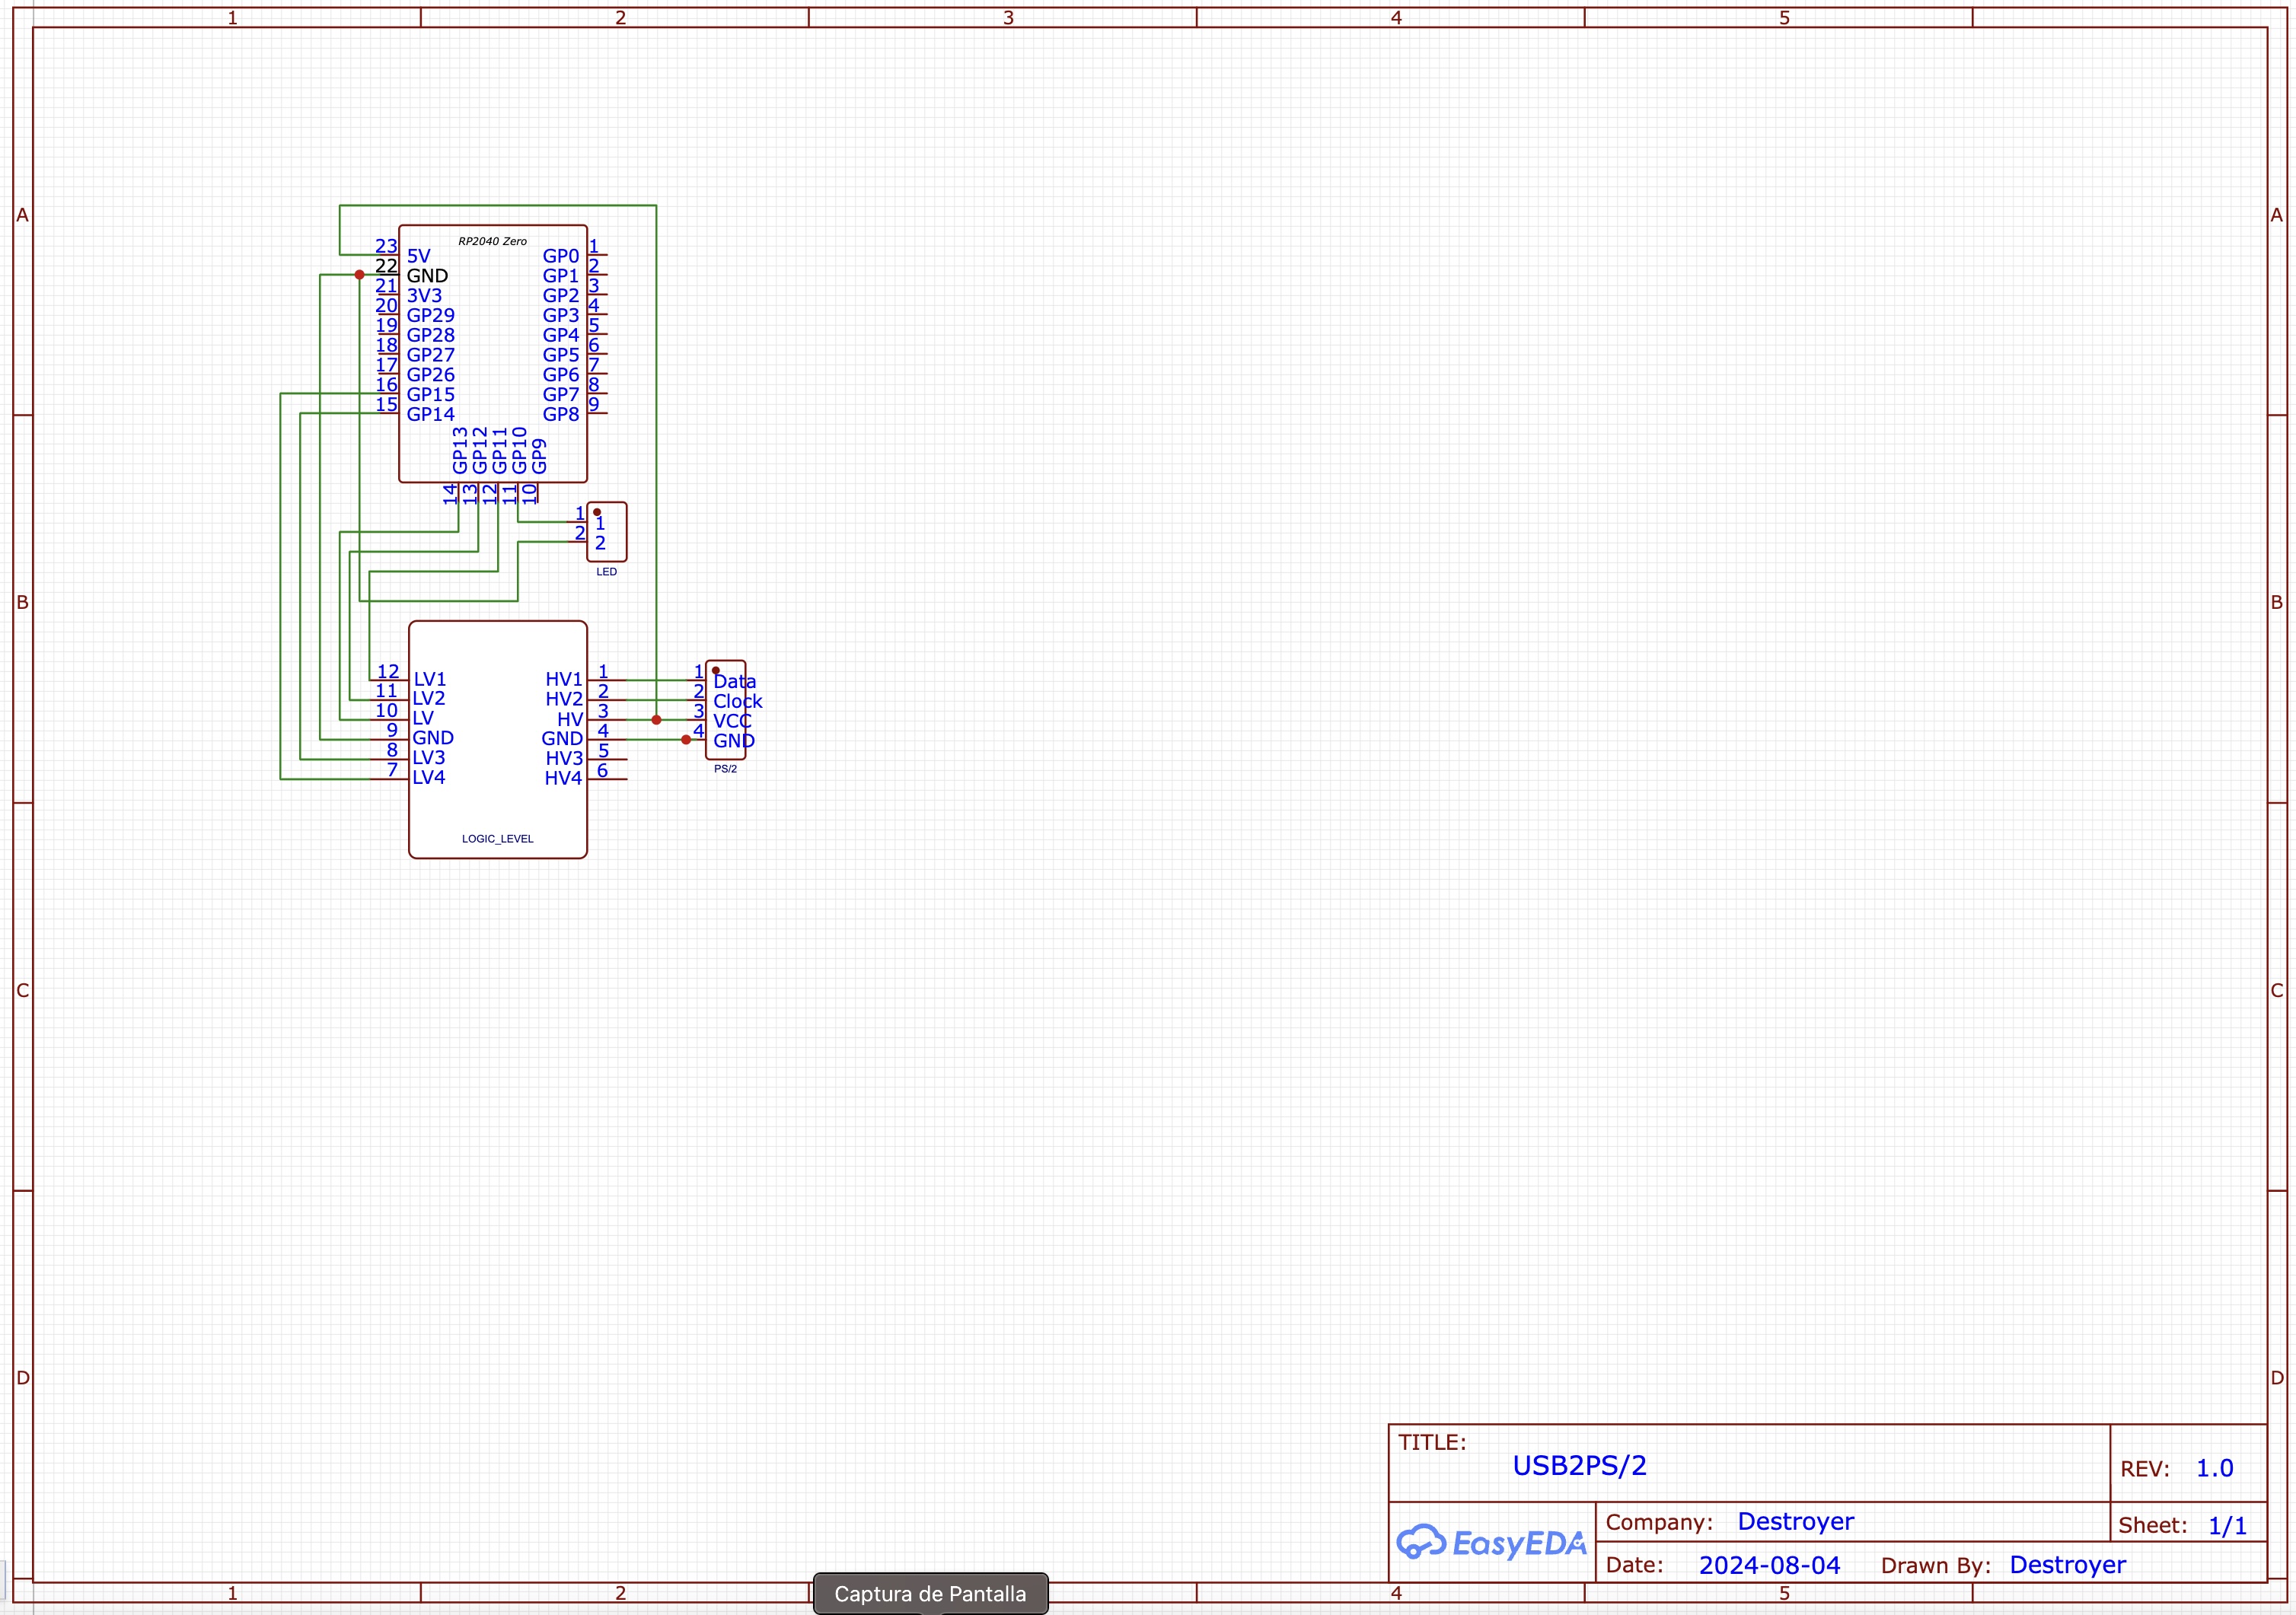 1 2 3 4 5
A A
RP2040 Zero
23 5V GP0 1
22 GND GP1 2
21 3V3 GP2 3
20 GP29 GP3 4
19 GP28 GP4 5
18 GP27 GP5 6
17 GP26 GP6 7
16 GP15 GP7 8
15 GP14 GP8 9
GP13 GP12 GP11 GP10 GP9
14 13 12 11 10
1 1
2 2
LED
B B
12 LV1 HV1 1 1 Data
11 LV2 HV2 2 2 Clock
10 LV HV 3 3 VCC
9 GND GND 4 4 GND
8 LV3 HV3 5
7 LV4 HV4 6
PS/2
LOGIC_LEVEL
C C
D D
TITLE:
USB2PS/2
REV: 1.0
EasyEDA
Company: Destroyer
Sheet: 1/1
Date: 2024-08-04 Drawn By: Destroyer
1 2 4 5
Captura de Pantalla